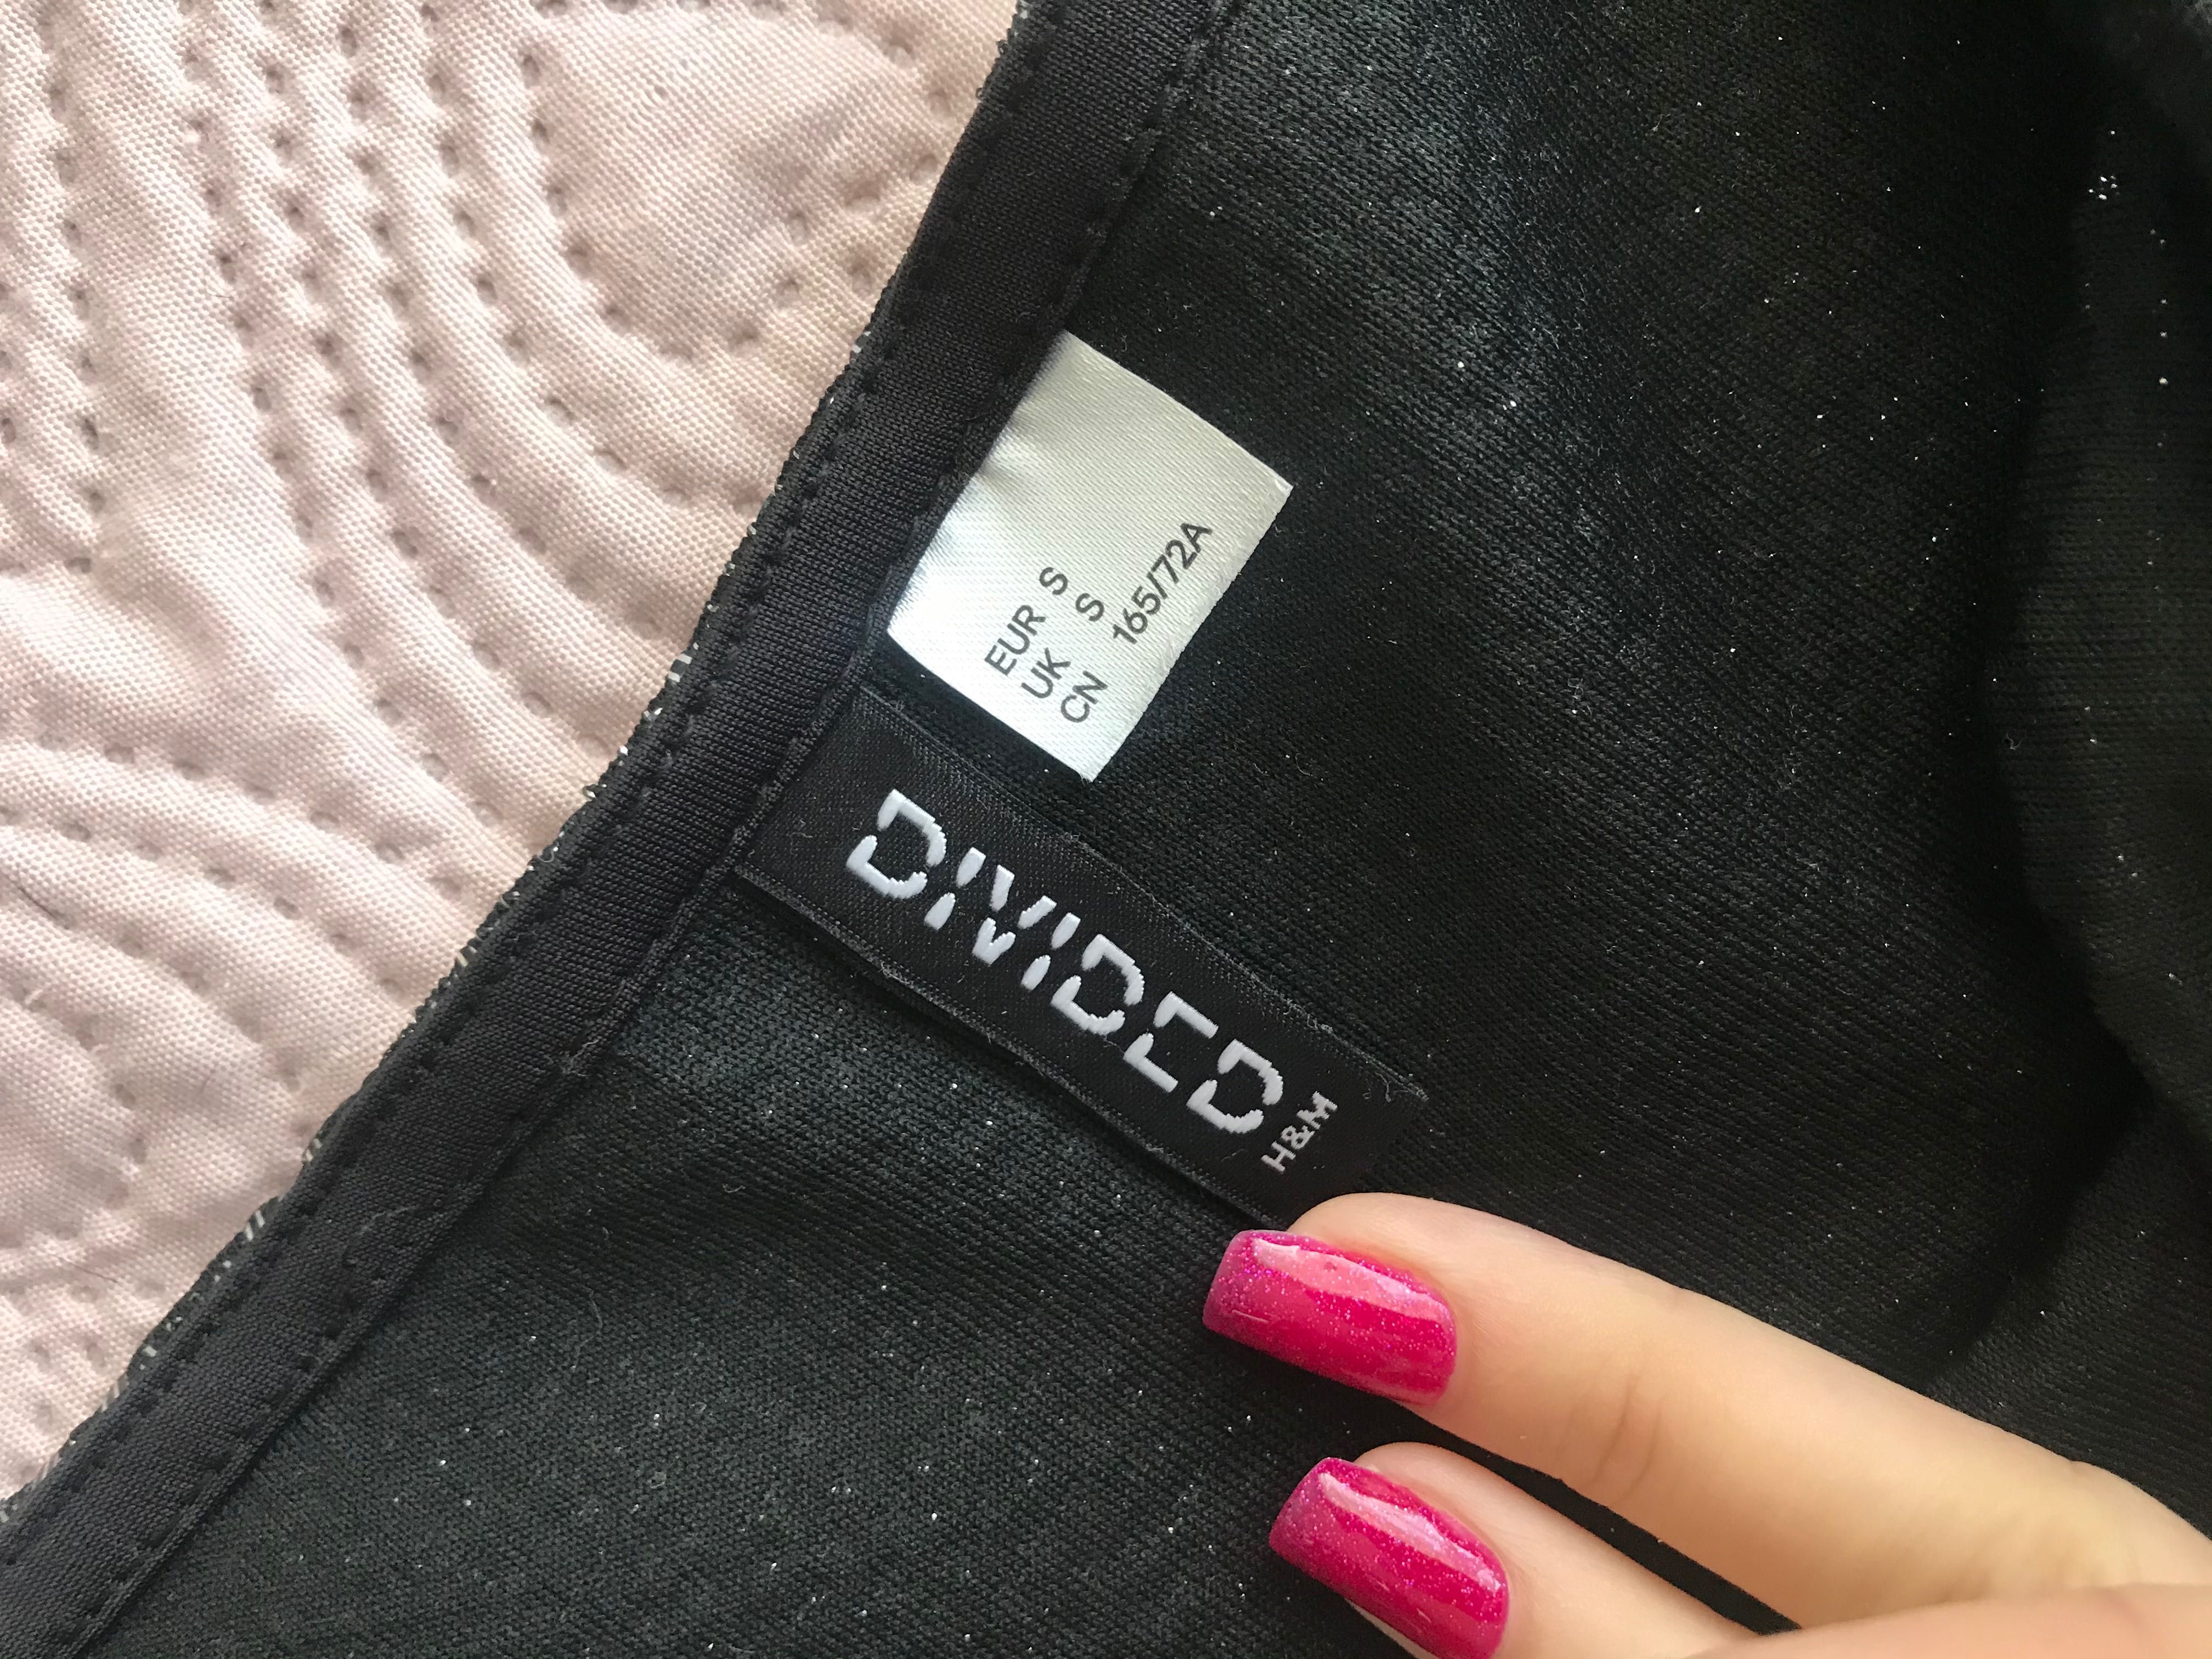 EUR S
UK S
CN 165/72A
DIVIDED
H&M